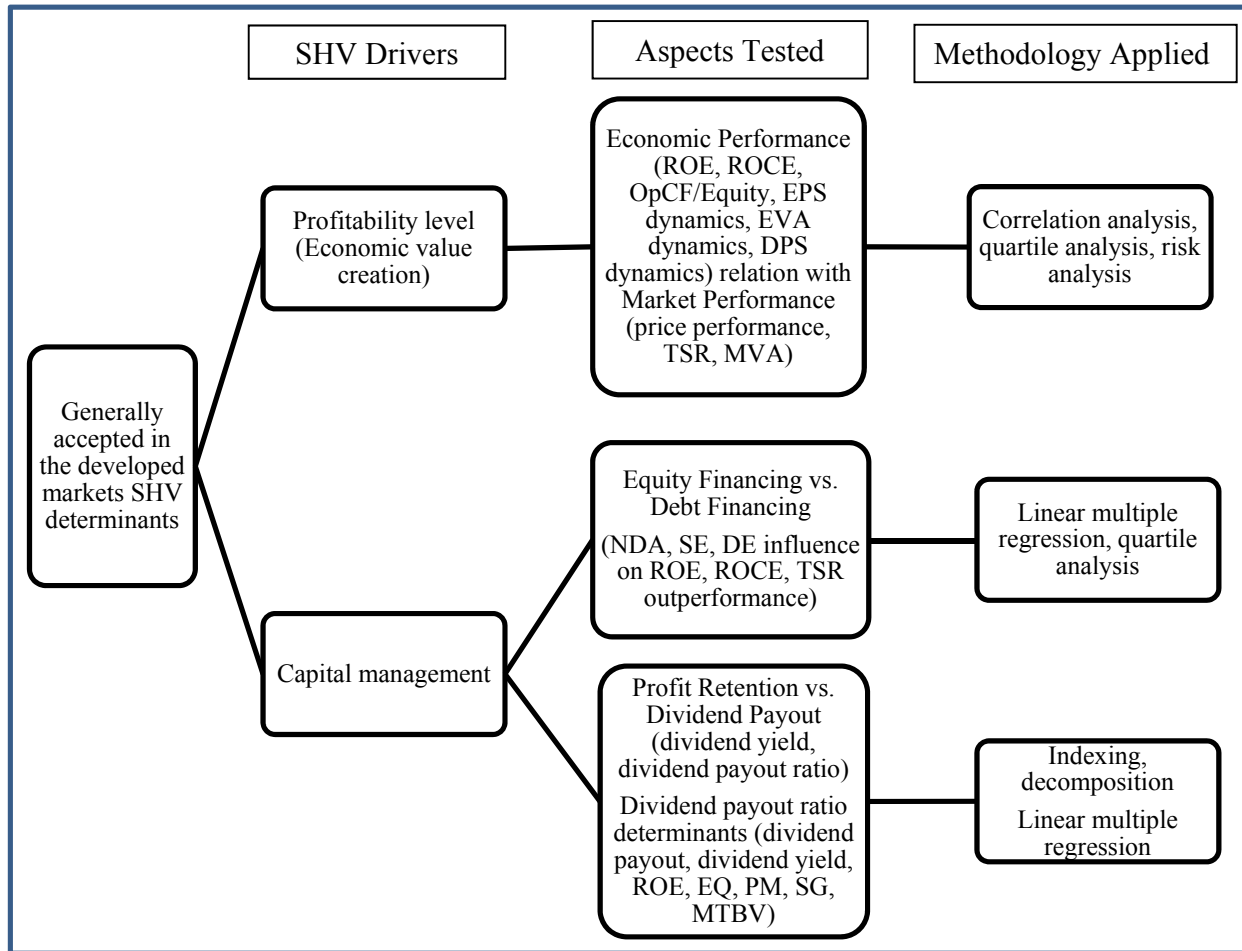 SHV Drivers
Aspects Tested
Methodology Applied
Generally
accepted in
the developed
markets SHV
determinants
Profitability level
(Economic value
creation)
Economic Performance
(ROE, ROCE,
OpCF/Equity, EPS
dynamics, EVA
dynamics, DPS
dynamics) relation with
Market Performance
(price performance,
TSR, MVA)
Correlation analysis,
quartile analysis, risk
analysis
Capital management
Equity Financing vs.
Debt Financing
(NDA, SE, DE influence
on ROE, ROCE, TSR
outperformance)
Linear multiple
regression, quartile
analysis
Profit Retention vs.
Dividend Payout
(dividend yield,
dividend payout ratio)
Dividend payout ratio
determinants (dividend
payout, dividend yield,
ROE, EQ, PM, SG,
MTBV)
Indexing,
decomposition
Linear multiple
regression